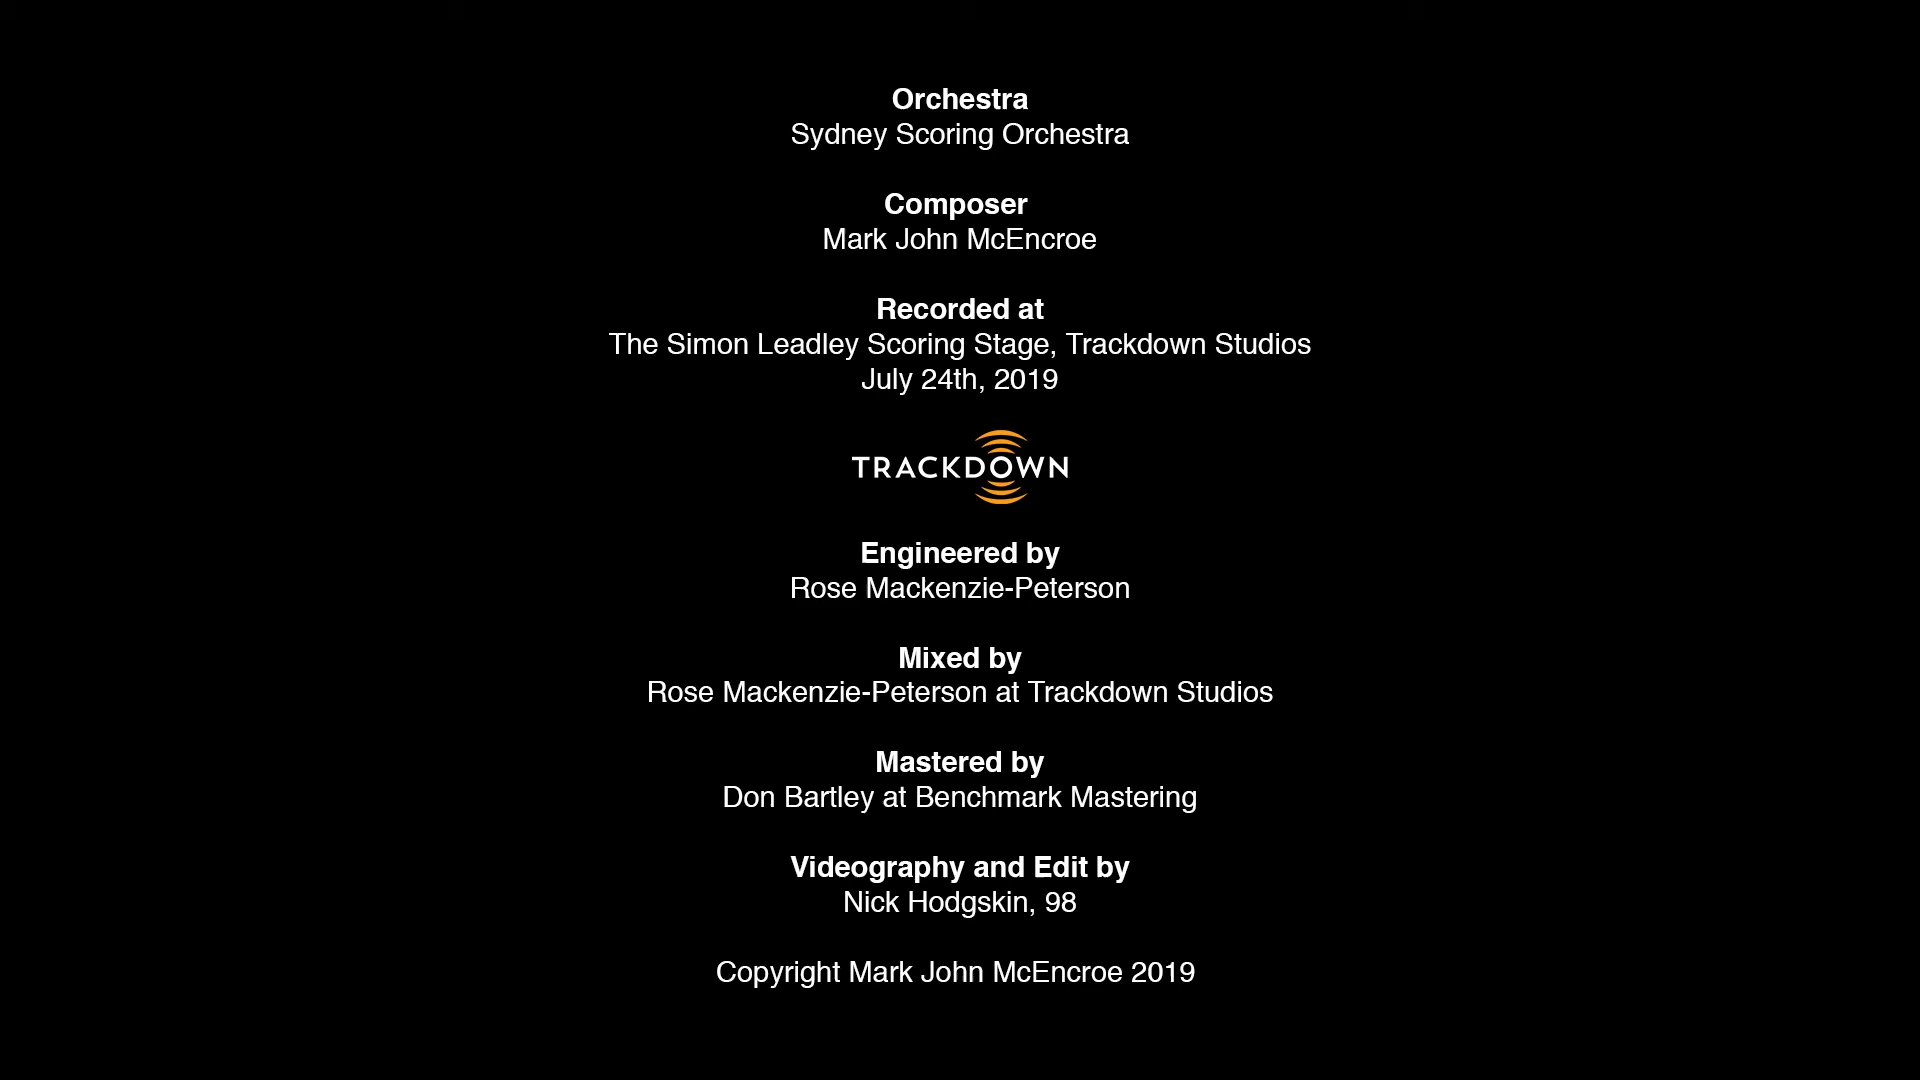 Orchestra
Sydney Scoring Orchestra
Composer
Mark John McEncroe
Recorded at
The Simon Leadley Scoring Stage, Trackdown Studios
July 24th, 2019
TRACKDOWN
Engineered by
Rose Mackenzie-Peterson
Mixed by
Rose Mackenzie-Peterson at Trackdown Studios
Mastered by
Don Bartley at Benchmark Mastering
Videography and Edit by
Nick Hodgskin, 98
Copyright Mark John McEncroe 2019